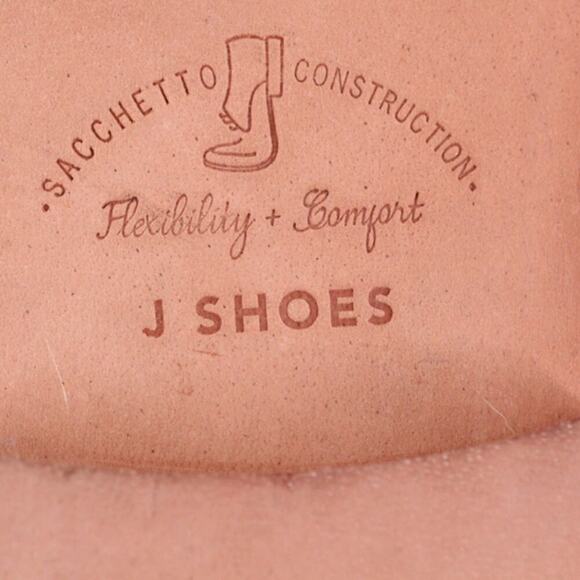 • SACCHETTO CONSTRUCTION •
Flexibility + Comfort
J SHOES